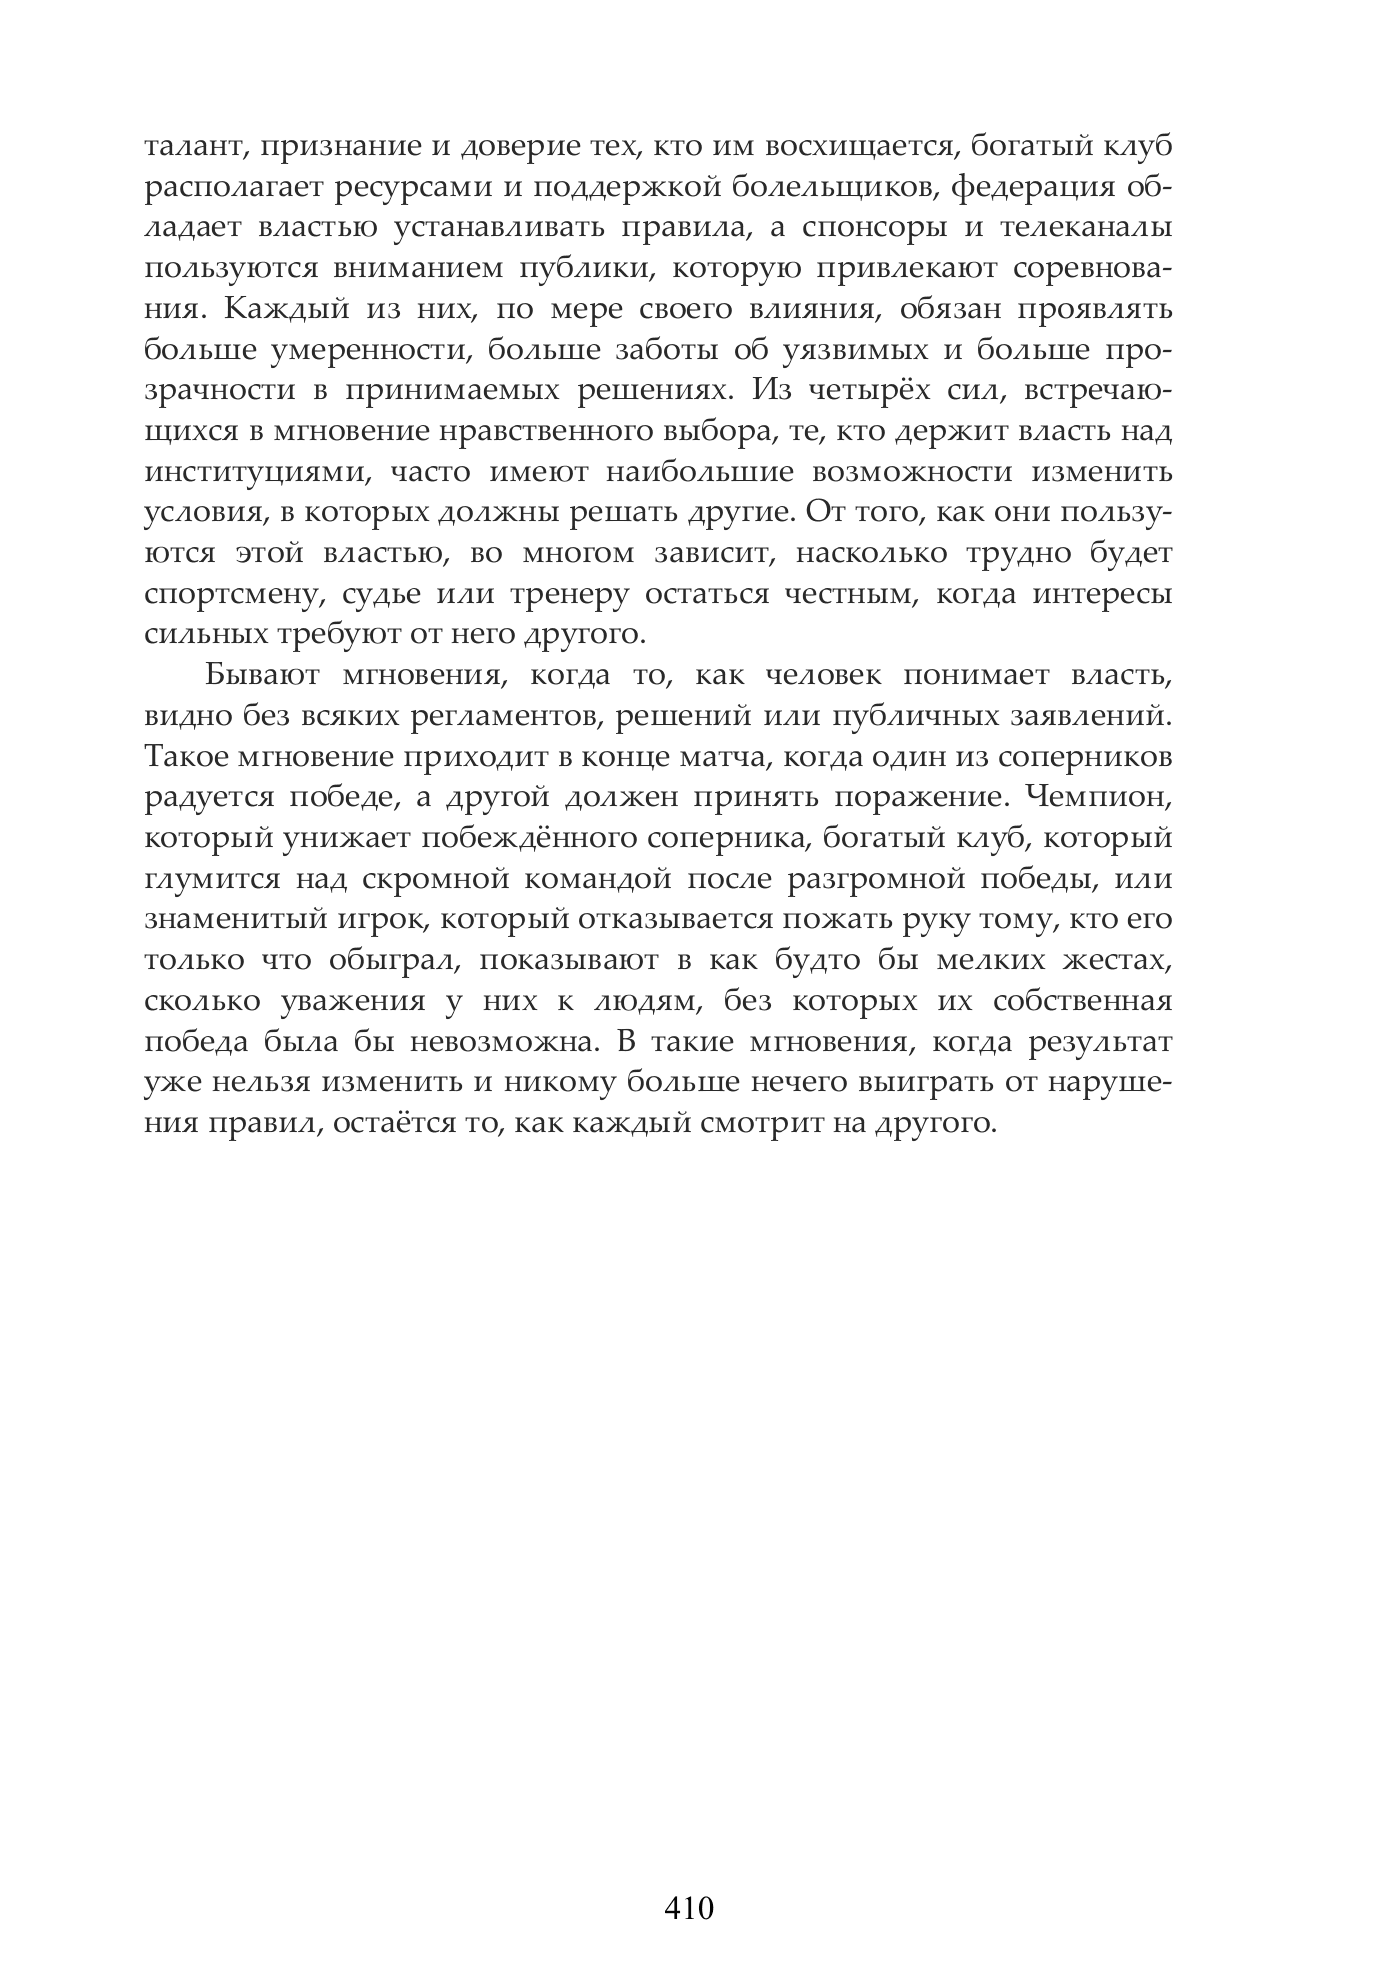 талант, признание и доверие тех, кто им восхищается, богатый клуб
располагает ресурсами и поддержкой болельщиков, федерация об-
ладает властью устанавливать правила, а спонсоры и телеканалы
пользуются вниманием публики, которую привлекают соревнова-
ния. Каждый из них, по мере своего влияния, обязан проявлять
больше умеренности, больше заботы об уязвимых и больше про-
зрачности в принимаемых решениях. Из четырёх сил, встречаю-
щихся в мгновение нравственного выбора, те, кто держит власть над
институциями, часто имеют наибольшие возможности изменить
условия, в которых должны решать другие. От того, как они пользу-
ются этой властью, во многом зависит, насколько трудно будет
спортсмену, судье или тренеру остаться честным, когда интересы
сильных требуют от него другого.
Бывают мгновения, когда то, как человек понимает власть,
видно без всяких регламентов, решений или публичных заявлений.
Такое мгновение приходит в конце матча, когда один из соперников
радуется победе, а другой должен принять поражение. Чемпион,
который унижает побеждённого соперника, богатый клуб, который
глумится над скромной командой после разгромной победы, или
знаменитый игрок, который отказывается пожать руку тому, кто его
только что обыграл, показывают в как будто бы мелких жестах,
сколько уважения у них к людям, без которых их собственная
победа была бы невозможна. В такие мгновения, когда результат
уже нельзя изменить и никому больше нечего выиграть от наруше-
ния правил, остаётся то, как каждый смотрит на другого.
410